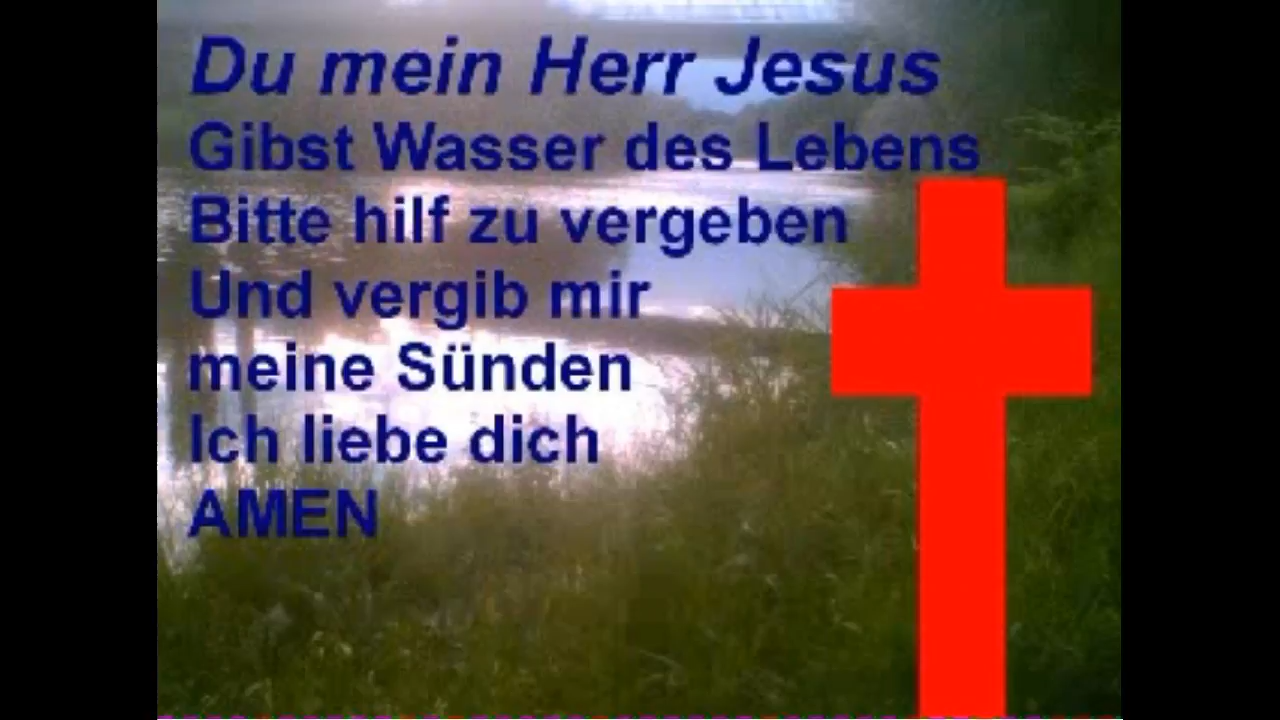 Du mein Herr Jesus
Gibst Wasser des Lebens
Bitte hilf zu vergeben
Und vergib mir
meine Sünden
Ich liebe dich
AMEN